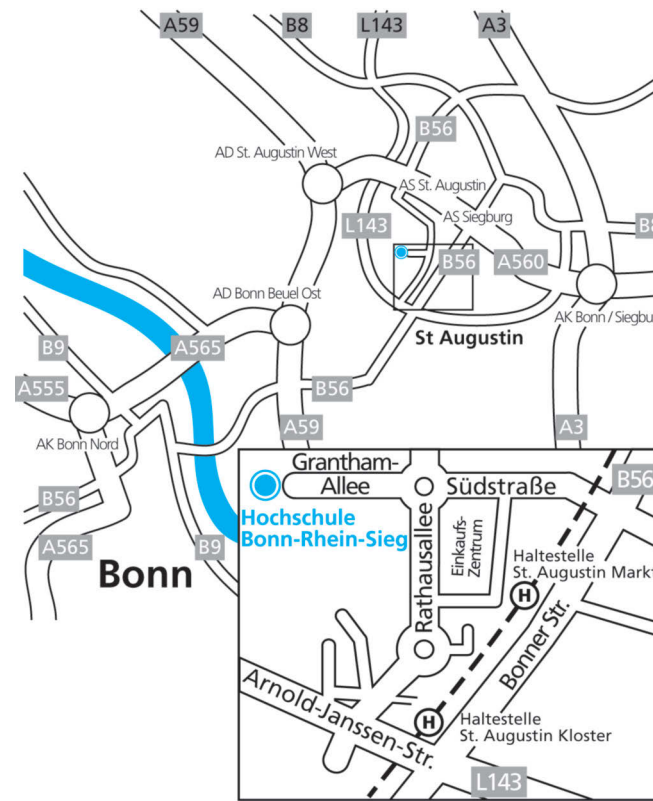 A59
B8
L143
A3
B56
AD St. Augustin West
AS St. Augustin
AS Siegburg
L143
B8
B56
A560
AD Bonn Beuel Ost
AK Bonn / Siegbu
St Augustin
B9
A565
A555
B56
AK Bonn Nord
A59
A3
B56
A565
B9
Bonn
Grantham-
Allee
Südstraße
B56
Hochschule
Bonn-Rhein-Sieg
Rathausallee
Einkaufs-
Zentrum
Haltestelle
St. Augustin Markt
H
Bonner Str.
Arnold-Janssen-Str.
H
Haltestelle
St. Augustin Kloster
L143